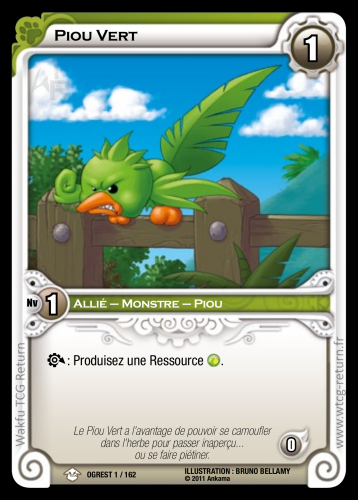 Piou Vert
1
Nv 1 Allié – Monstre – Piou
: Produisez une Ressource .
Le Piou Vert a l'avantage de pouvoir se camoufler
dans l'herbe pour passer inaperçu...
ou se faire piétiner.
0
OGREST 1 / 162
ILLUSTRATION : BRUNO BELLAMY
© 2011 Ankama
Wakfu TCG Return
www.wtcg-return.fr